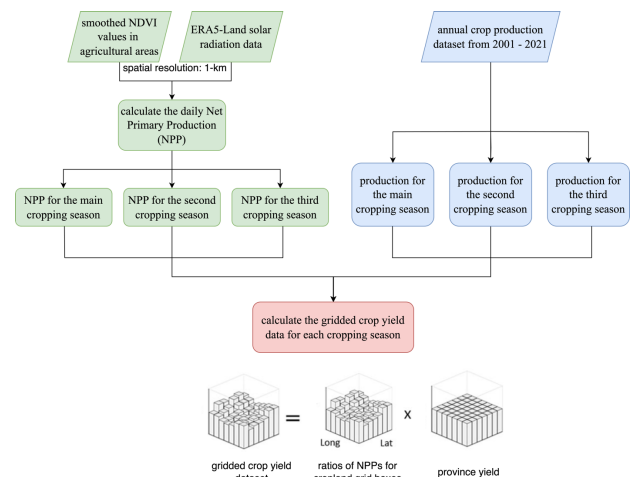 smoothed NDVI
values in
agricultural areas
ERA5-Land solar
radiation data
annual crop production
dataset from 2001 - 2021
spatial resolution: 1-km
calculate the daily Net
Primary Production
(NPP)
NPP for the main
cropping season
NPP for the second
cropping season
NPP for the third
cropping season
production for
the main
cropping season
production for
the second
cropping season
production for
the third
cropping season
calculate the gridded crop yield
data for each cropping season
=
Long
Lat
x
gridded crop yield
dataset
ratios of NPPs for
cropland grid boxes
province yield